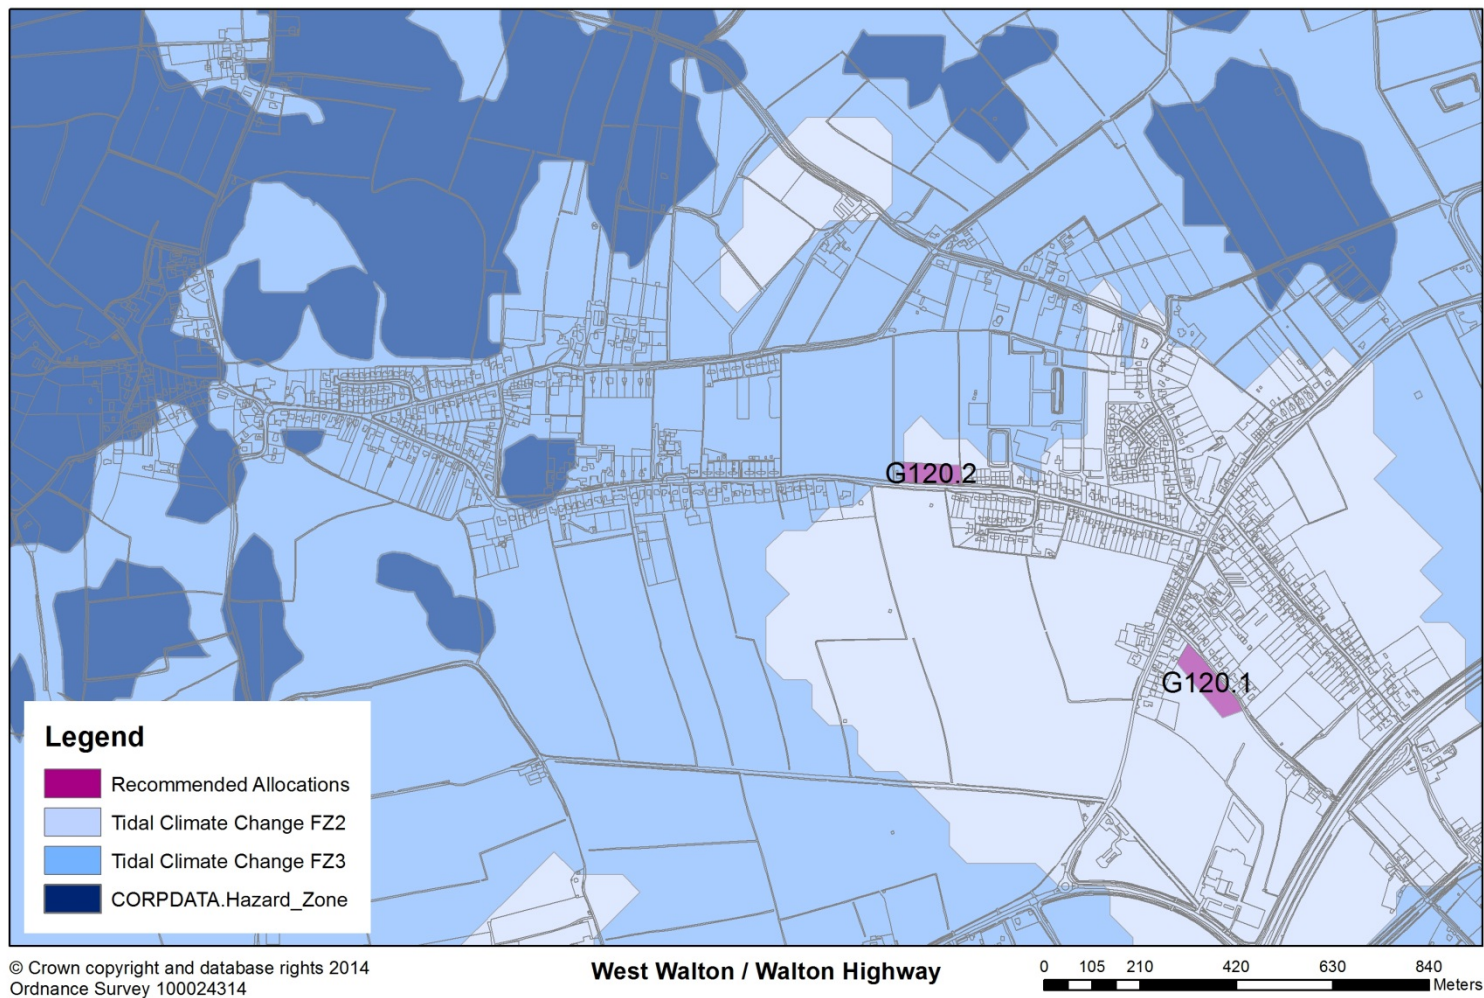 G120.2
G120.1
Legend
Recommended Allocations
Tidal Climate Change FZ2
Tidal Climate Change FZ3
CORPDATA.Hazard_Zone
© Crown copyright and database rights 2014
Ordnance Survey 100024314
West Walton / Walton Highway
0 105 210 420 630 840
Meters